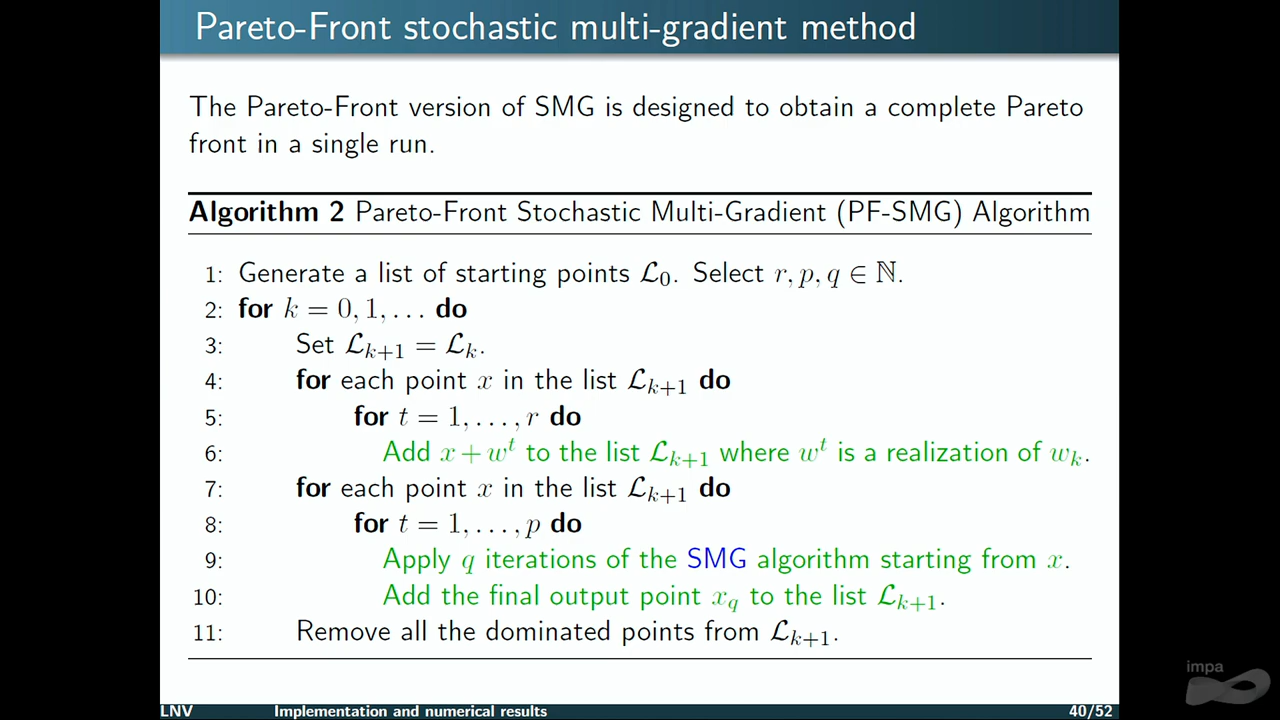 Pareto-Front stochastic multi-gradient method
The Pareto-Front version of SMG is designed to obtain a complete Pareto
front in a single run.
Algorithm 2 Pareto-Front Stochastic Multi-Gradient (PF-SMG) Algorithm
1: Generate a list of starting points ℒ₀. Select r, p, q ∈ ℕ.
2: for k = 0, 1, . . . do
3: Set ℒₖ₊₁ = ℒₖ.
4: for each point x in the list ℒₖ₊₁ do
5: for t = 1, . . . , r do
6: Add x + wᵗ to the list ℒₖ₊₁ where wᵗ is a realization of wₖ.
7: for each point x in the list ℒₖ₊₁ do
8: for t = 1, . . . , p do
9: Apply q iterations of the SMG algorithm starting from x.
10: Add the final output point x_q to the list ℒₖ₊₁.
11: Remove all the dominated points from ℒₖ₊₁.
impa
LNV Implementation and numerical results 40/52